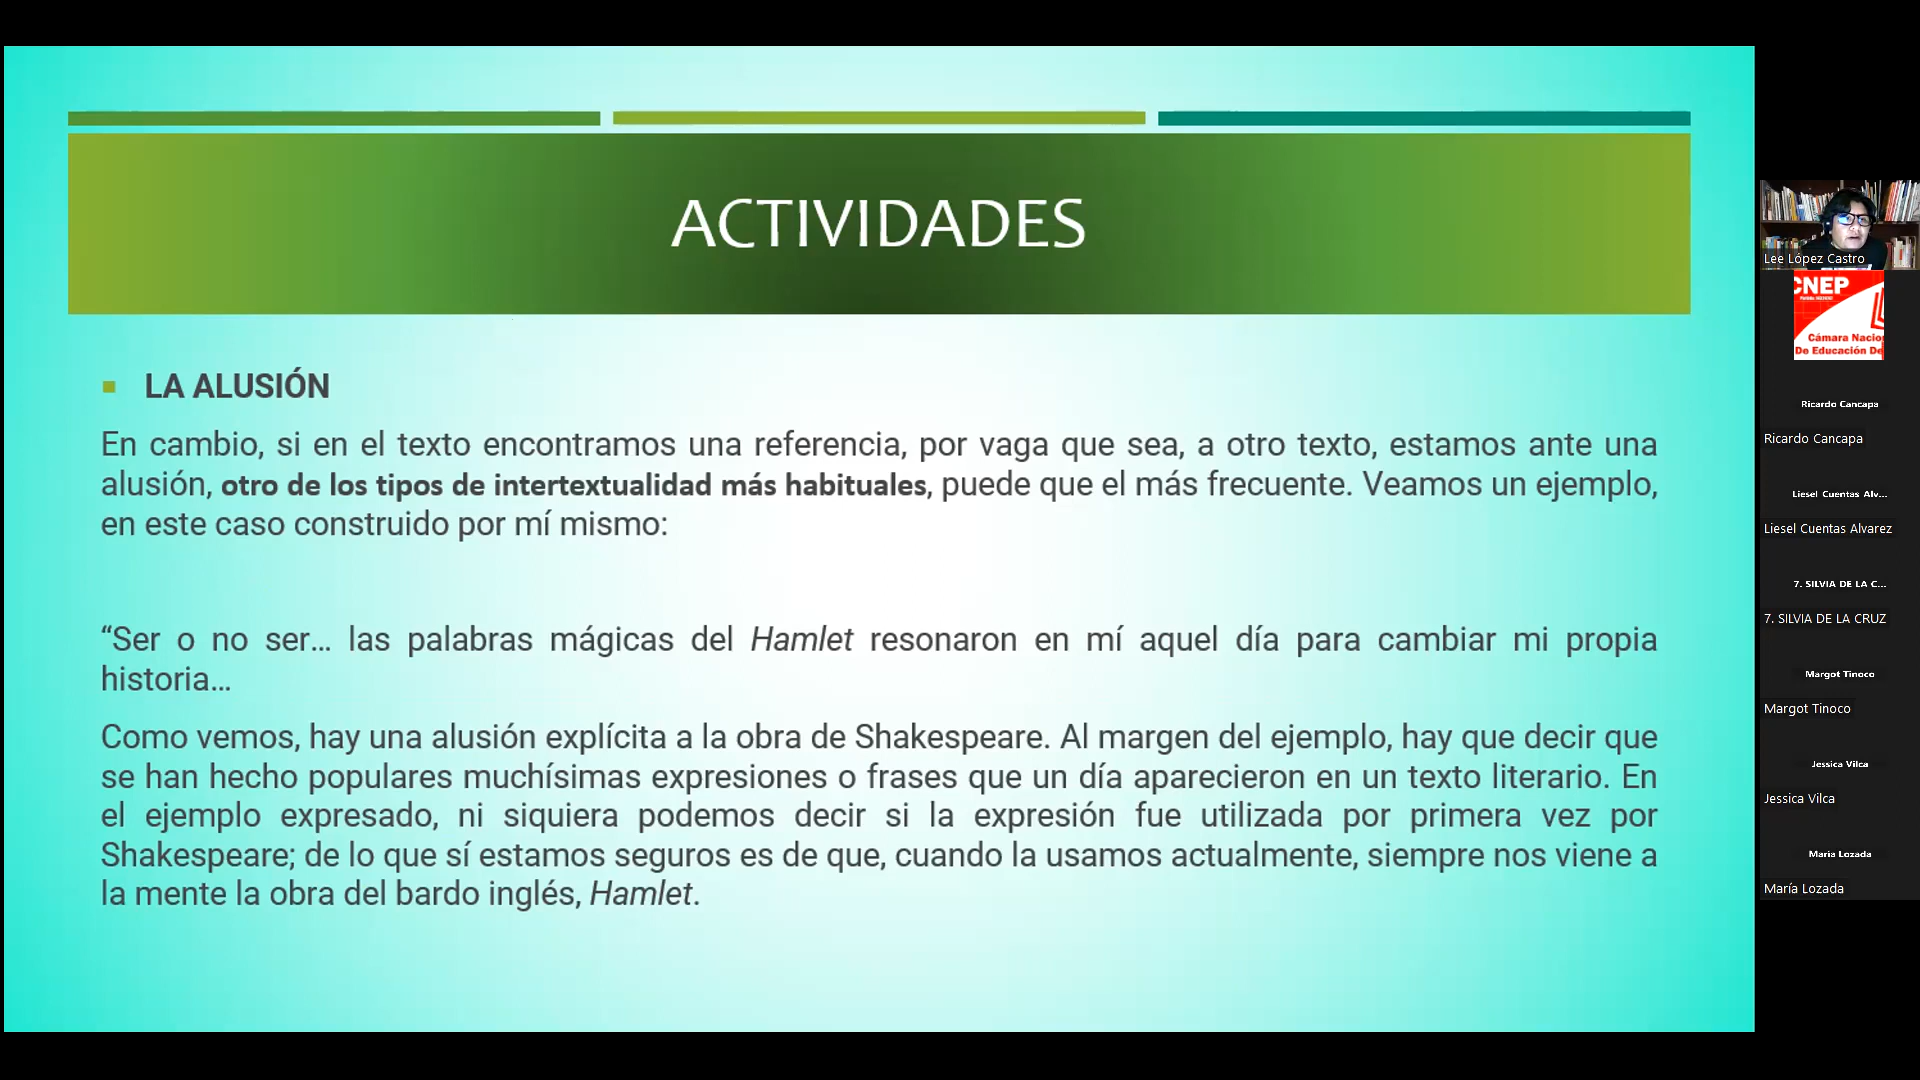 ACTIVIDADES
LA ALUSIÓN
En cambio, si en el texto encontramos una referencia, por vaga que sea, a otro texto, estamos ante una
alusión, otro de los tipos de intertextualidad más habituales, puede que el más frecuente. Veamos un ejemplo,
en este caso construido por mí mismo:
“Ser o no ser… las palabras mágicas del Hamlet resonaron en mí aquel día para cambiar mi propia
historia…
Como vemos, hay una alusión explícita a la obra de Shakespeare. Al margen del ejemplo, hay que decir que
se han hecho populares muchísimas expresiones o frases que un día aparecieron en un texto literario. En
el ejemplo expresado, ni siquiera podemos decir si la expresión fue utilizada por primera vez por
Shakespeare; de lo que sí estamos seguros es de que, cuando la usamos actualmente, siempre nos viene a
la mente la obra del bardo inglés, Hamlet.
Lee López Castro
CNEP
Cámara Nacio
De Educación De
Ricardo Cancapa
Ricardo Cancapa
Liesel Cuentas Alv...
Liesel Cuentas Alvarez
7. SILVIA DE LA C...
7. SILVIA DE LA CRUZ
Margot Tinoco
Margot Tinoco
Jessica Vilca
Jessica Vilca
María Lozada
María Lozada